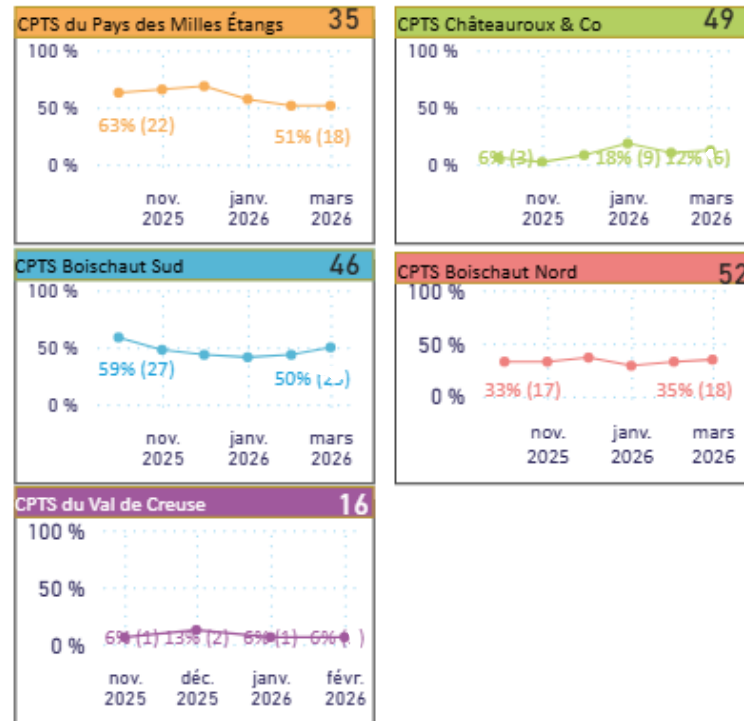 CPTS du Pays des Milles Étangs 35
100 %
50 %
0 %
63% (22)
51% (18)
nov. janv. mars
2025 2026 2026
CPTS Châteauroux & Co 49
100 %
50 %
0 %
6% (3) 18% (9) 12% (6)
nov. janv. mars
2025 2026 2026
CPTS Boischaut Sud 46
100 %
50 %
0 %
59% (27)
50%
nov. janv. mars
2025 2026 2026
CPTS Boischaut Nord 52
100 %
50 %
0 %
33% (17) 35% (18)
nov. janv. mars
2025 2026 2026
CPTS du Val de Creuse 16
100 %
50 %
0 %
6% (1) 13% (2) 6% (1) 6%
nov. déc. janv. févr.
2025 2025 2026 2026